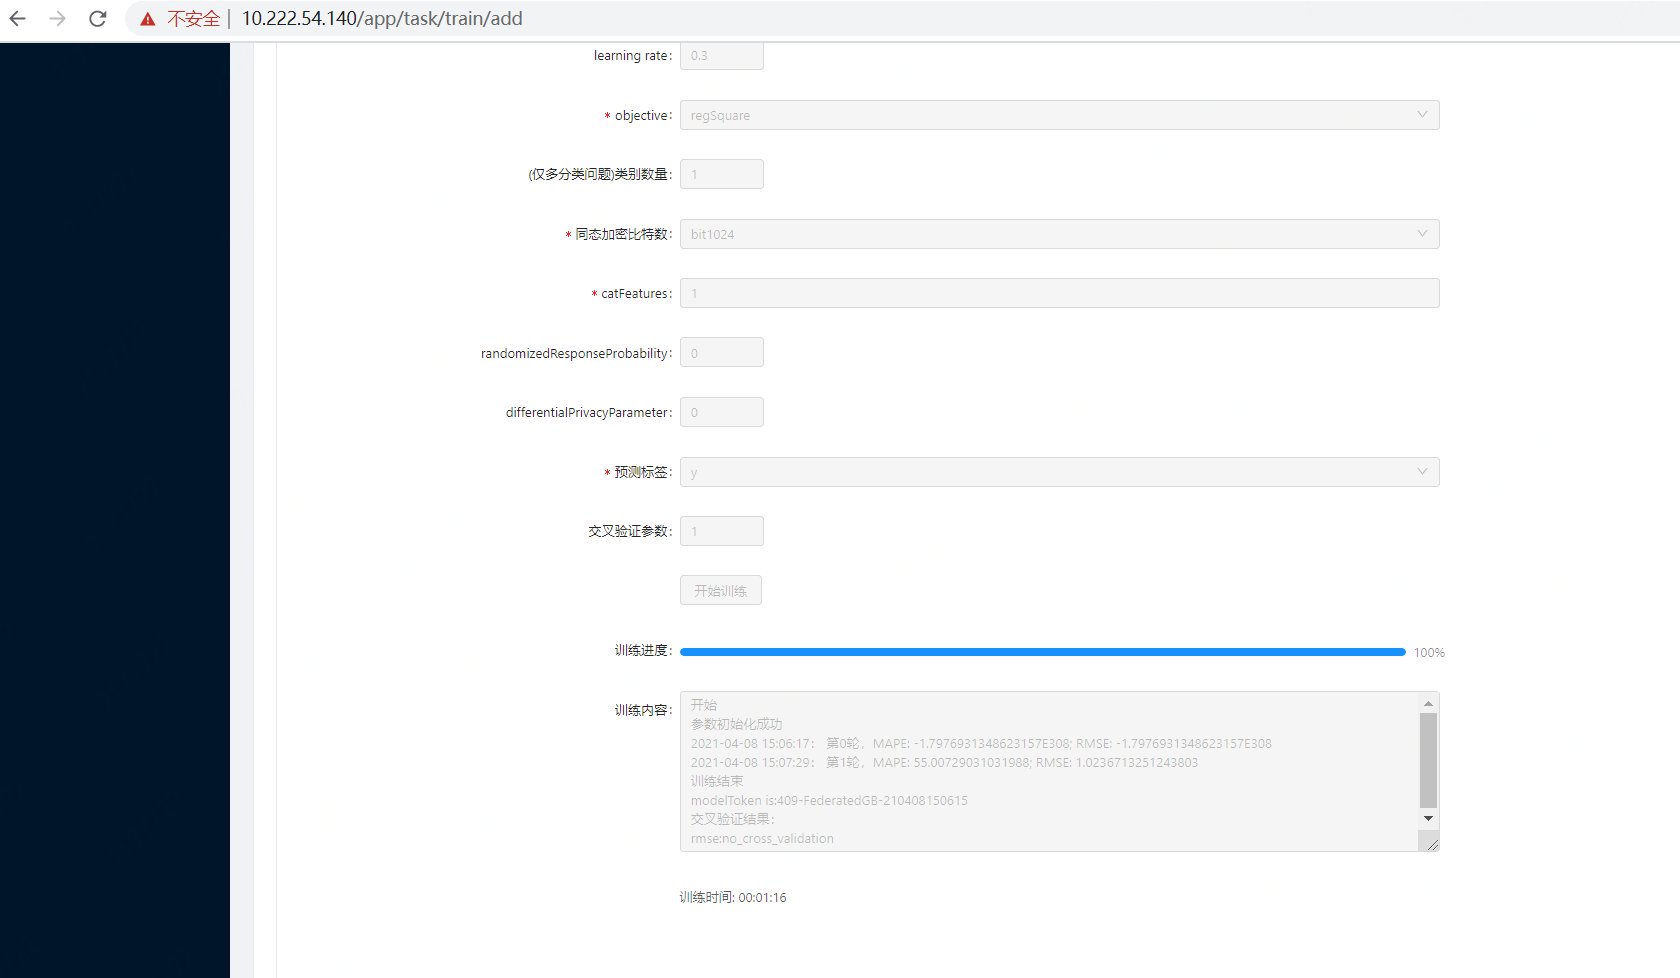 不安全 | 10.222.54.140/app/task/train/add
learning rate: 0.3
* objective: regSquare
(仅多分类问题)类别数量: 1
* 同态加密比特数: bit1024
* catFeatures: 1
randomizedResponseProbability: 0
differentialPrivacyParameter: 0
* 预测标签: y
交叉验证参数: 1
开始训练
训练进度: 100%
训练内容: 开始
参数初始化成功
2021-04-08 15:06:17: 第0轮，MAPE: -1.7976931348623157E308; RMSE: -1.7976931348623157E308
2021-04-08 15:07:29: 第1轮，MAPE: 55.00729031031988; RMSE: 1.0236713251243803
训练结束
modelToken is:409-FederatedGB-210408150615
交叉验证结果:
rmse:no_cross_validation
训练时间: 00:01:16